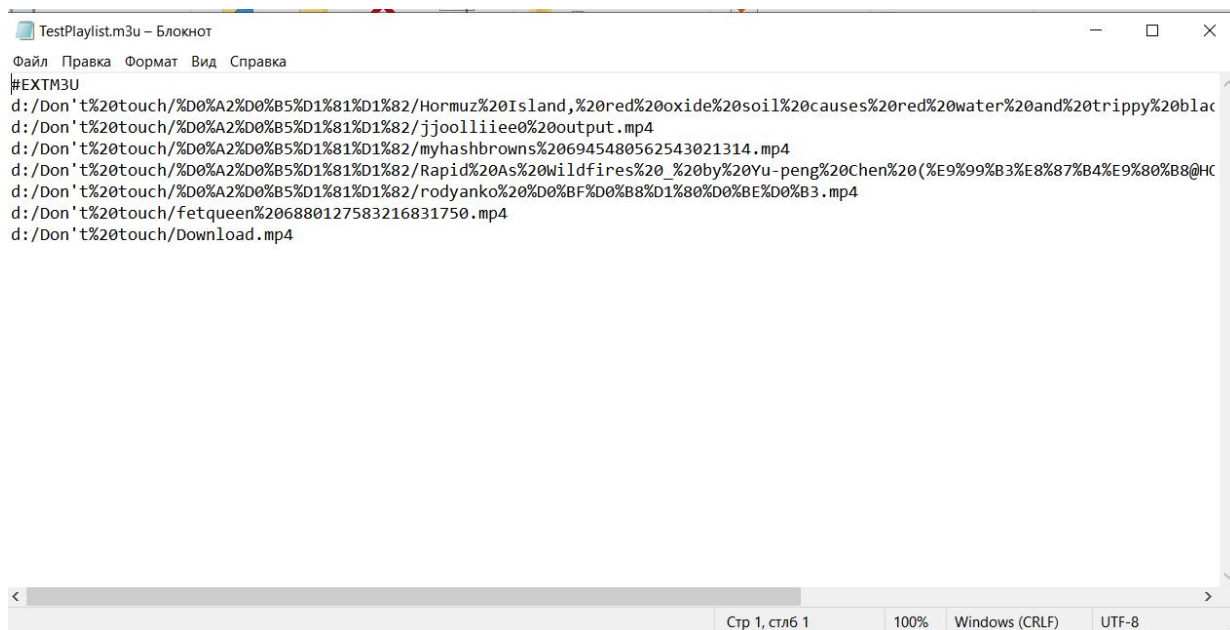 TestPlaylist.m3u – Блокнот
Файл Правка Формат Вид Справка
#EXTM3U
d:/Don't%20touch/%D0%A2%D0%B5%D1%81%D1%82/Hormuz%20Island,%20red%20oxide%20soil%20causes%20red%20water%20and%20trippy%20blac
d:/Don't%20touch/%D0%A2%D0%B5%D1%81%D1%82/jjoolliiee0%20output.mp4
d:/Don't%20touch/%D0%A2%D0%B5%D1%81%D1%82/myhashbrowns%206945480562543021314.mp4
d:/Don't%20touch/%D0%A2%D0%B5%D1%81%D1%82/Rapid%20As%20Wildfires%20_%20by%20Yu-peng%20Chen%20(%E9%99%B3%E8%87%B4%E9%80%B8@HO
d:/Don't%20touch/%D0%A2%D0%B5%D1%81%D1%82/rodyanko%20%D0%BF%D0%B8%D1%80%D0%BE%D0%B3.mp4
d:/Don't%20touch/fetqueen%206880127583216831750.mp4
d:/Don't%20touch/Download.mp4
Стр 1, стлб 1 100% Windows (CRLF) UTF-8